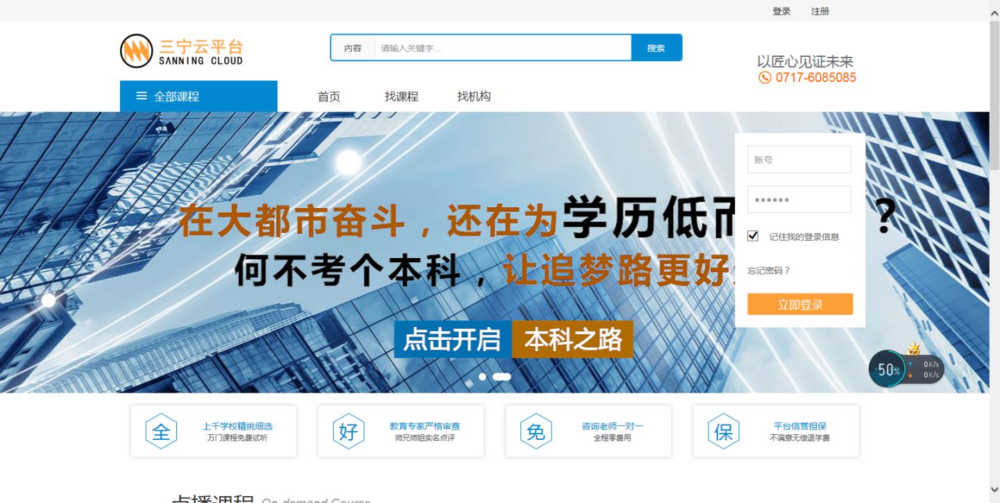 登录 注册
三宁云平台
SANNING CLOUD
内容 请输入关键字... 搜索
以匠心见证未来
0717-6085085
全部课程 首页 找课程 找机构
账号
在大都市奋斗，还在为学历低而 ？
何不考个本科，让追梦路更好
记住我的登录信息
忘记密码？
立即登录
点击开启 本科之路
VIP
50% 0K/s
0K/s
全 上千学校精挑细选
万门课程免费试听
好 教育专家严格审查
师兄师姐实名点评
免 咨询老师一对一
全程零费用
保 平台信誉担保
不满意无偿退学费
点播课程 On-demand Course